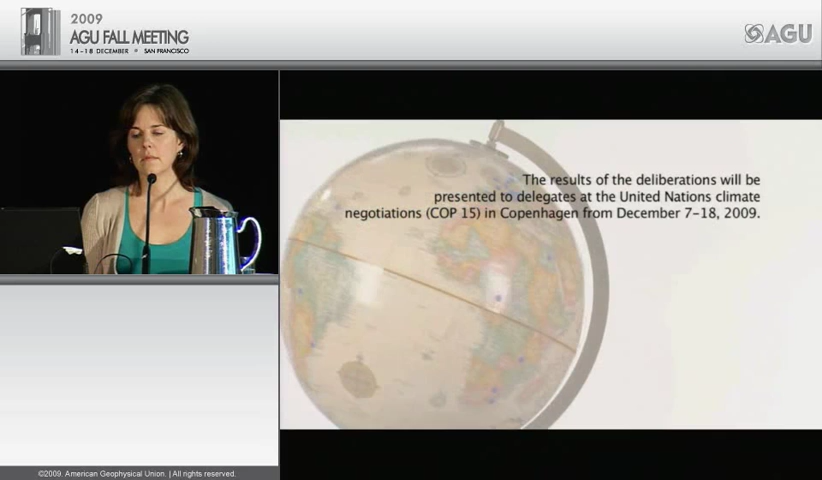 2009
AGU FALL MEETING
14-18 DECEMBER • SAN FRANCISCO
AGU
The results of the deliberations will be
presented to delegates at the United Nations climate
negotiations (COP 15) in Copenhagen from December 7-18, 2009.
©2009. American Geophysical Union. | All rights reserved.